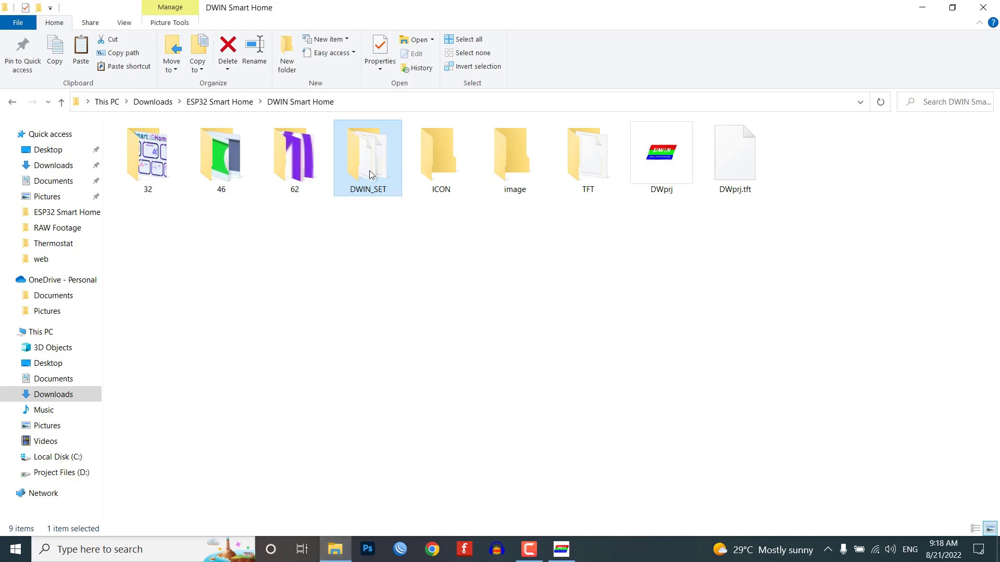 Manage
DWIN Smart Home
File
Home
Share
View
Picture Tools
Pin to Quick access
Copy
Paste
Cut
Copy path
Paste shortcut
Clipboard
Move to
Copy to
Delete
Rename
Organize
New folder
New item
Easy access
New
Properties
Open
Edit
History
Open
Select all
Select none
Invert selection
Select
This PC
Downloads
ESP32 Smart Home
DWIN Smart Home
Search DWIN Sma...
Quick access
Desktop
Downloads
Documents
Pictures
ESP32 Smart Home
RAW Footage
Thermostat
web
OneDrive - Personal
Documents
Pictures
This PC
3D Objects
Desktop
Documents
Downloads
Music
Pictures
Videos
Local Disk (C:)
Project Files (D:)
Network
32
46
62
DWIN_SET
ICON
image
TFT
DWIN
DWprj
DWprj.tft
9 items
1 item selected
Type here to search
Ps
29°C Mostly sunny
ENG
9:18 AM
8/21/2022